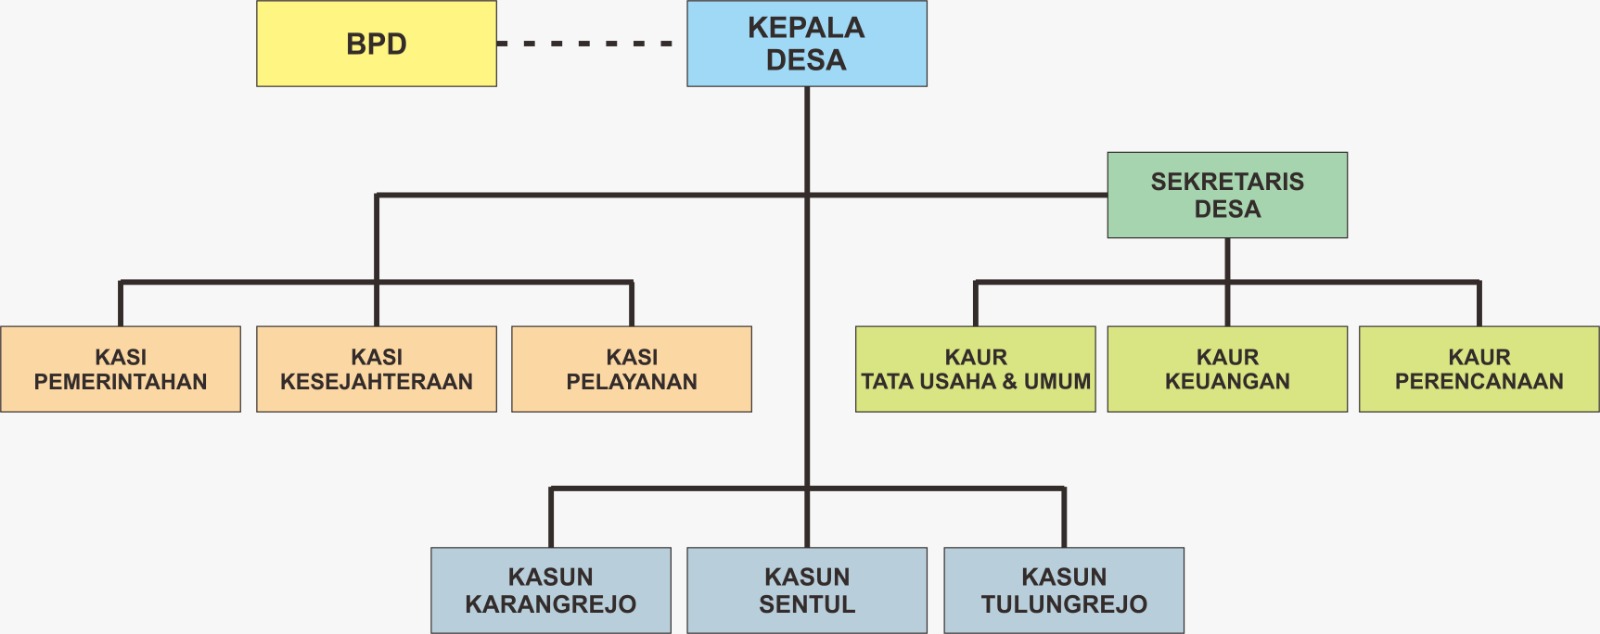 BPD
KEPALA
DESA
SEKRETARIS
DESA
KASI
PEMERINTAHAN
KASI
KESEJAHTERAAN
KASI
PELAYANAN
KAUR
TATA USAHA & UMUM
KAUR
KEUANGAN
KAUR
PERENCANAAN
KASUN
KARANGREJO
KASUN
SENTUL
KASUN
TULUNGREJO